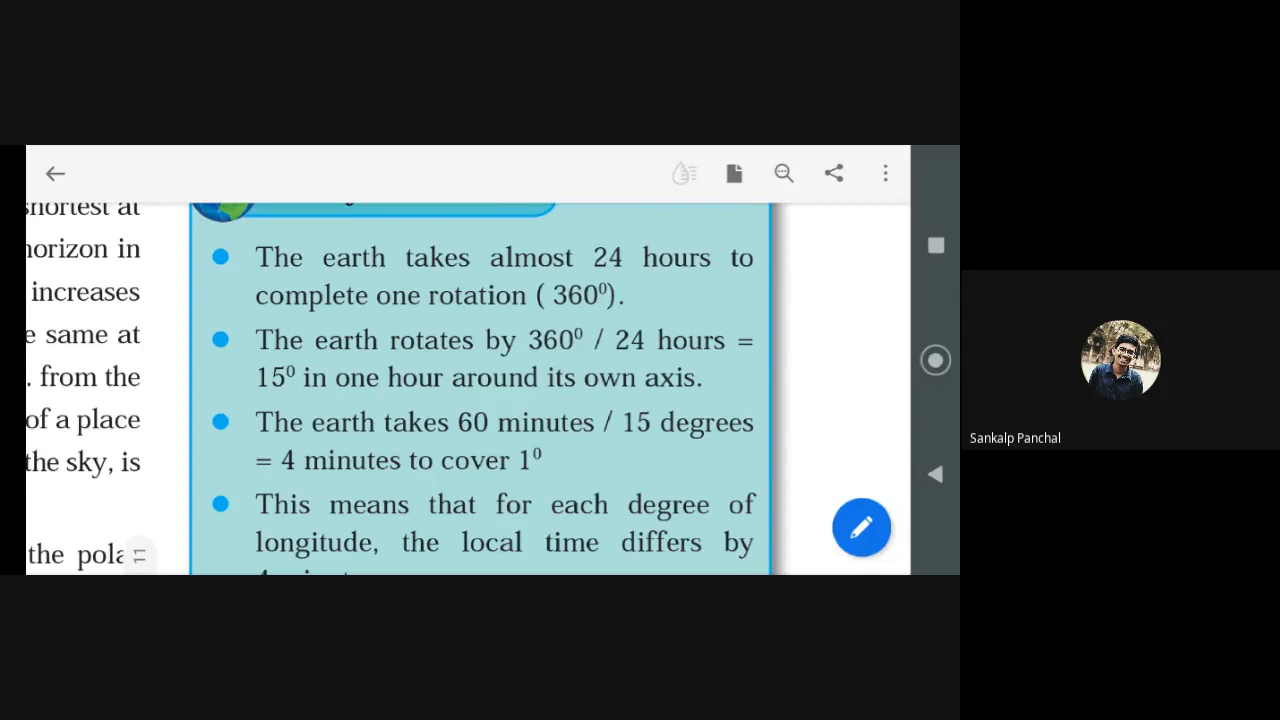 shortest at
horizon in
increases
same at
. from the
of a place
the sky, is
the pola
11
The earth takes almost 24 hours to
complete one rotation ( 360⁰).
The earth rotates by 360⁰ / 24 hours =
15⁰ in one hour around its own axis.
The earth takes 60 minutes / 15 degrees
= 4 minutes to cover 1⁰
This means that for each degree of
longitude, the local time differs by
Sankalp Panchal